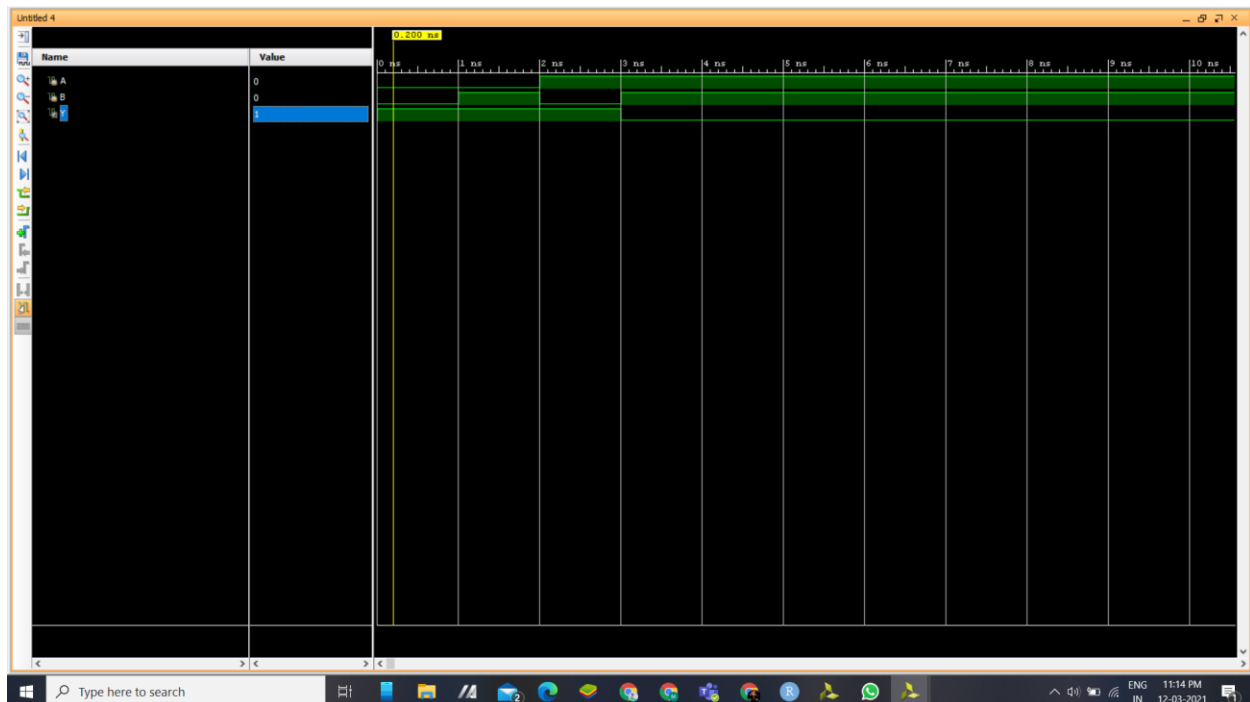 Untitled 4
0.200 ns
Name Value
0 ns 1 ns 2 ns 3 ns 4 ns 5 ns 6 ns 7 ns 8 ns 9 ns 10 ns
A 0
B 0
Y 1
Type here to search
2
R
ENG 11:14 PM
IN 12-03-2021
1